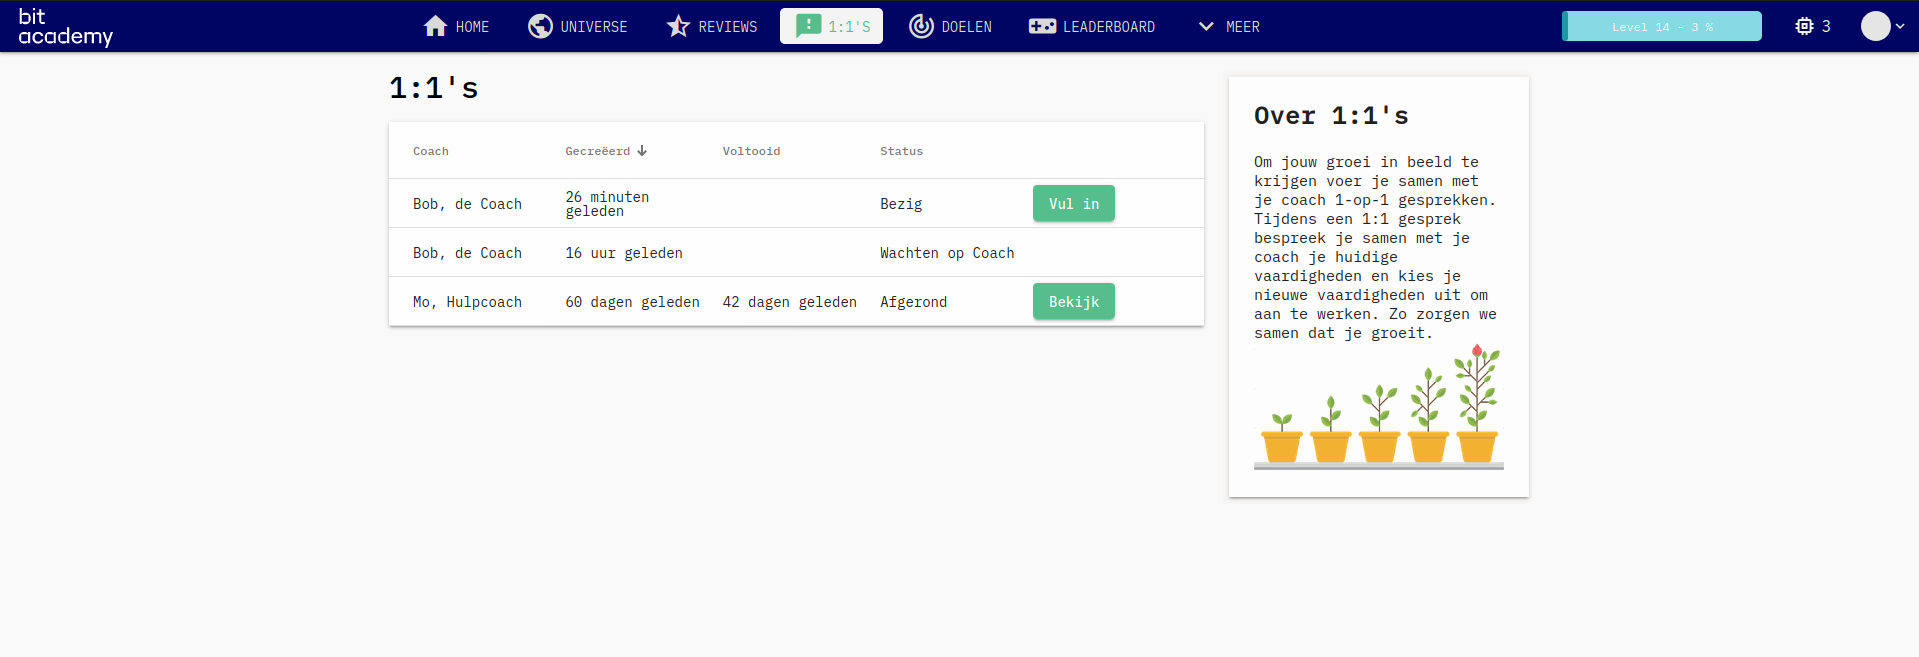 bit
academy
HOME
UNIVERSE
REVIEWS
1:1'S
DOELEN
LEADERBOARD
MEER
Level 14 - 3 %
3
1:1's
Coach Gecreëerd Voltooid Status
Bob, de Coach 26 minuten geleden Bezig Vul in
Bob, de Coach 16 uur geleden Wachten op Coach
Mo, Hulpcoach 60 dagen geleden 42 dagen geleden Afgerond Bekijk
Over 1:1's
Om jouw groei in beeld te
krijgen voer je samen met
je coach 1-op-1 gesprekken.
Tijdens een 1:1 gesprek
bespreek je samen met je
coach je huidige
vaardigheden en kies je
nieuwe vaardigheden uit om
aan te werken. Zo zorgen we
samen dat je groeit.